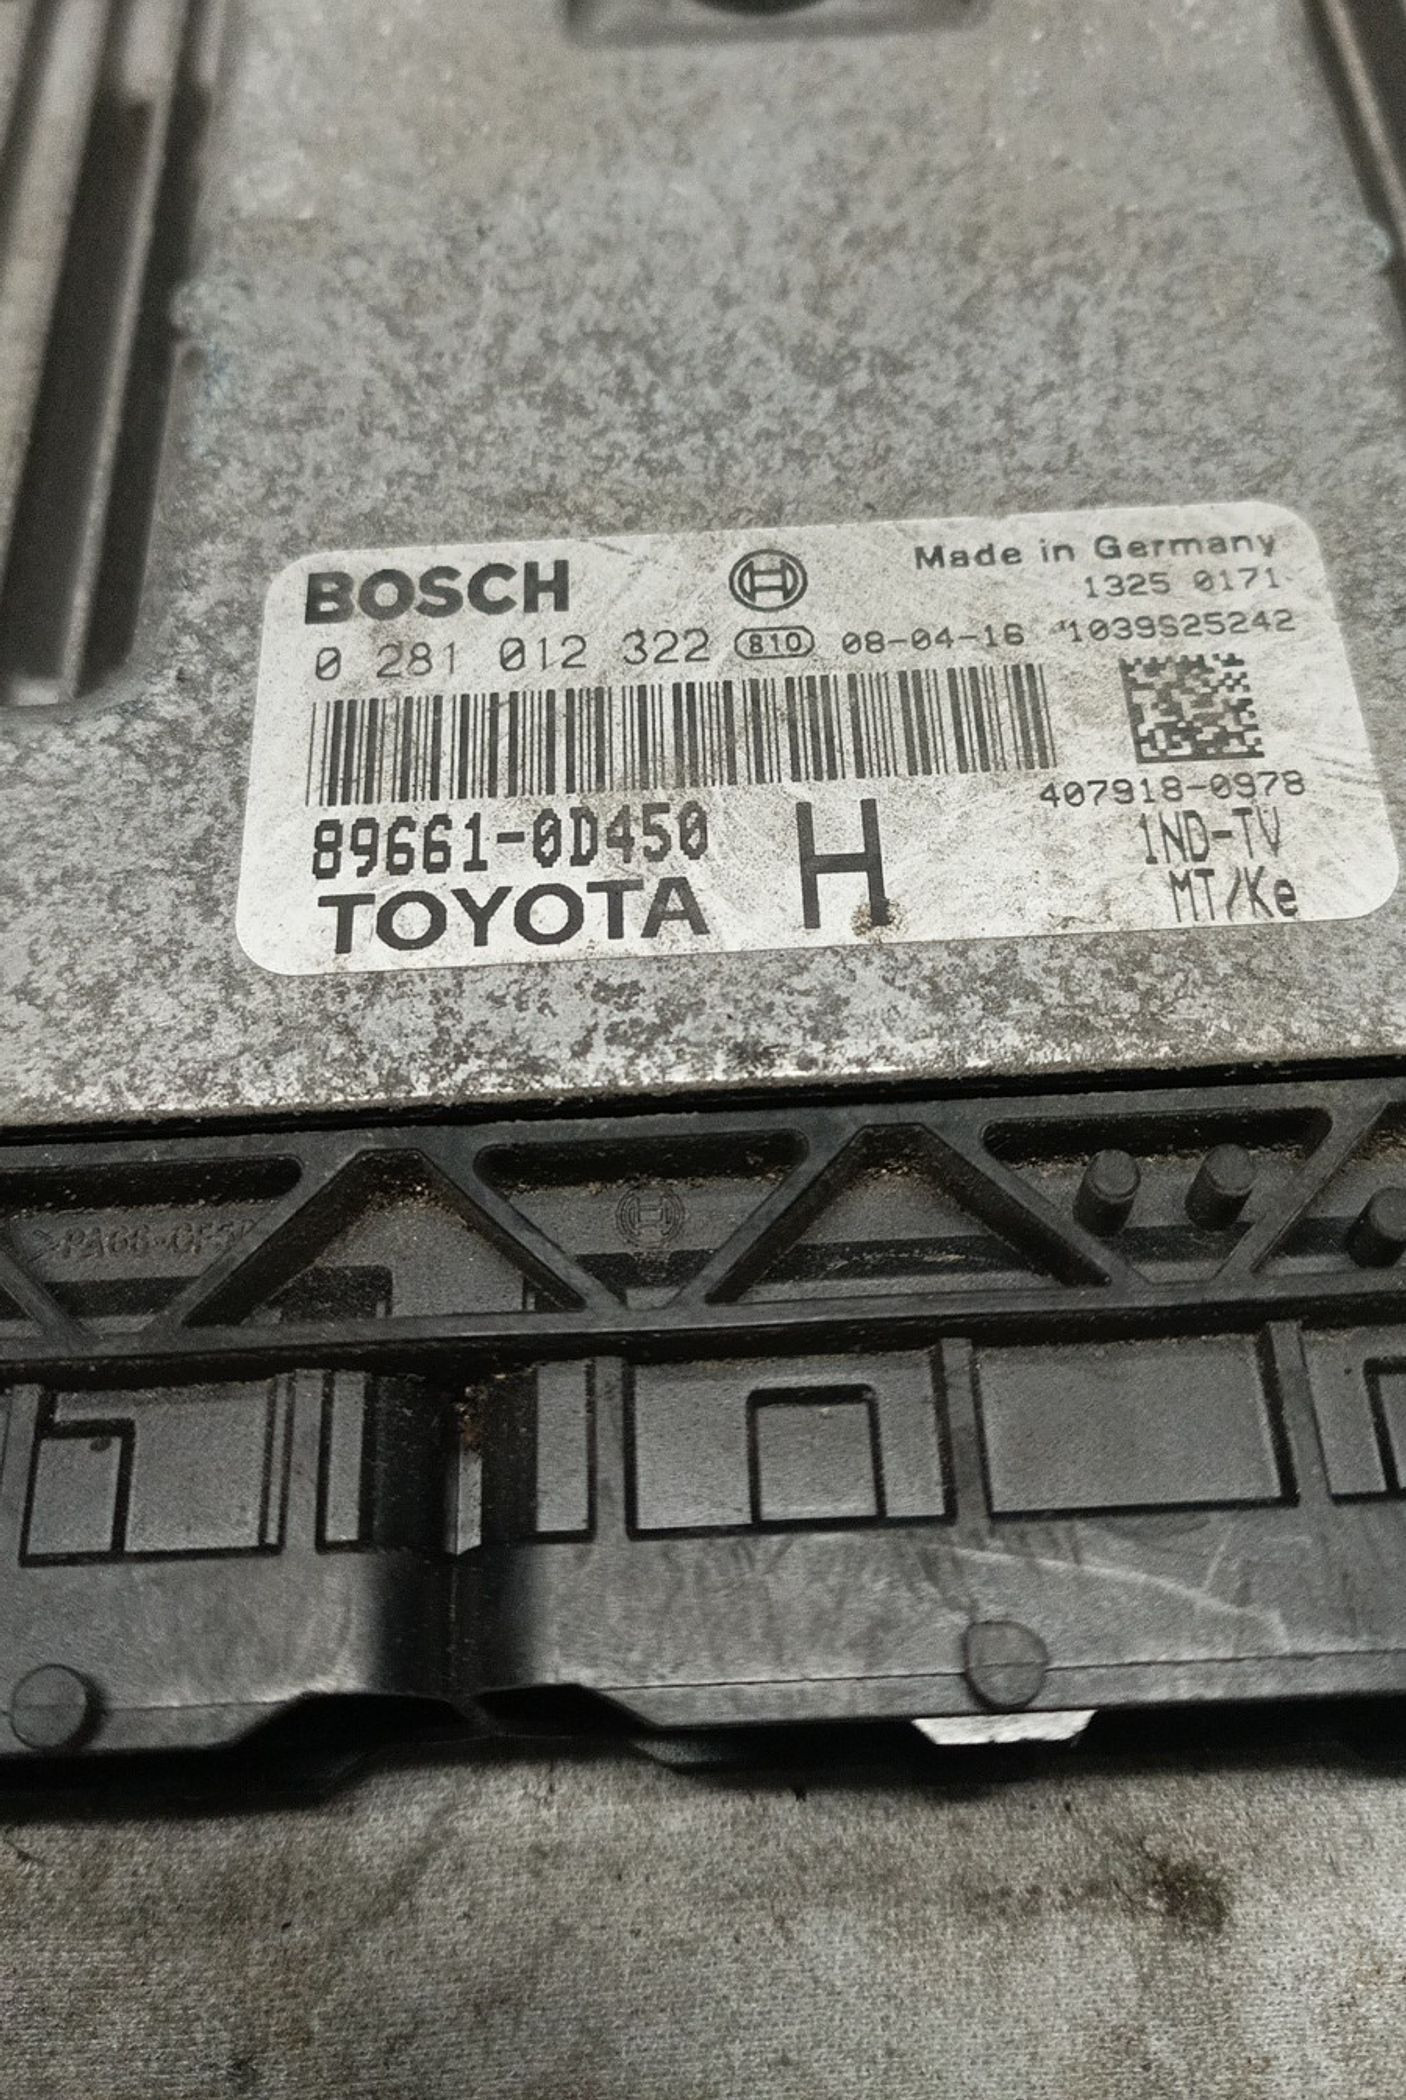 BOSCH
Made in Germany
1325 0171
0 281 012 322 810 08-04-16 *1039S25242
407918-0978
89661-0D450
H
1ND-TV
TOYOTA
MT/Ke